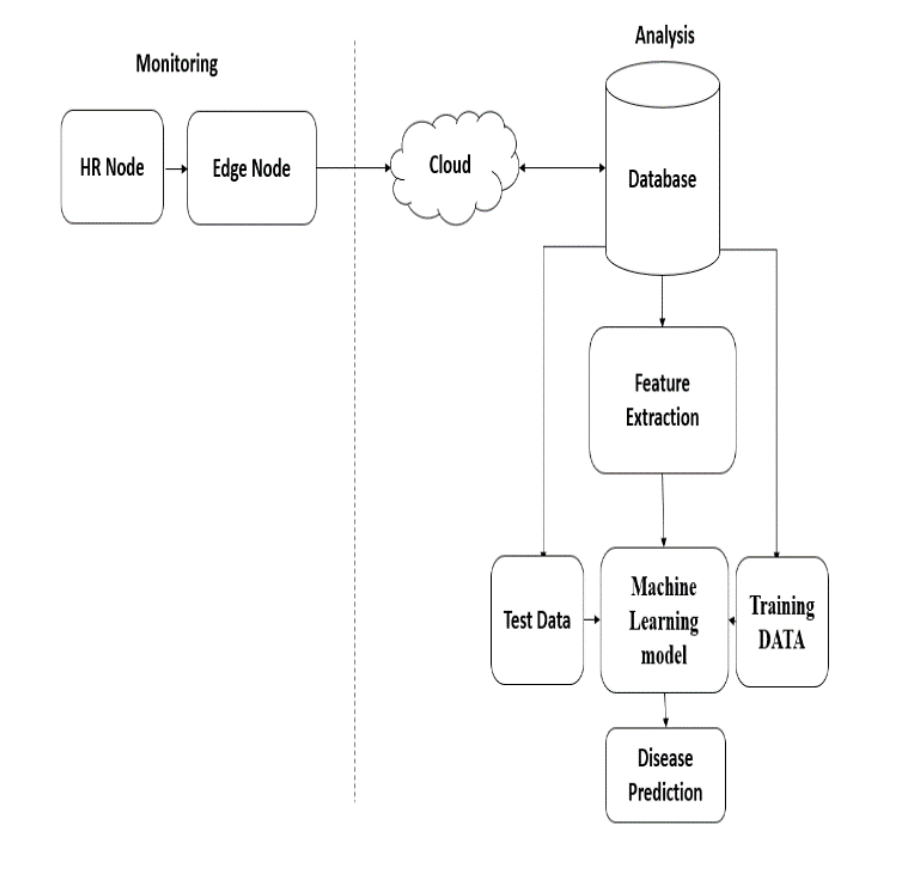 Analysis
Monitoring
HR Node
Edge Node
Cloud
Database
Feature
Extraction
Test Data
Machine
Learning
model
Training
DATA
Disease
Prediction